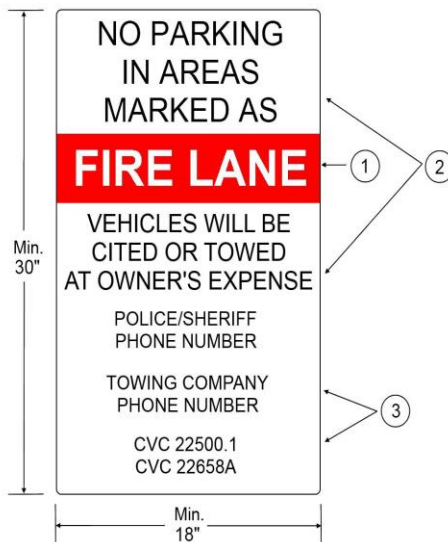 NO PARKING
IN AREAS
MARKED AS
FIRE LANE
1
2
VEHICLES WILL BE
CITED OR TOWED
AT OWNER'S EXPENSE
Min.
30"
POLICE/SHERIFF
PHONE NUMBER
TOWING COMPANY
PHONE NUMBER
3
CVC 22500.1
CVC 22658A
Min.
18"